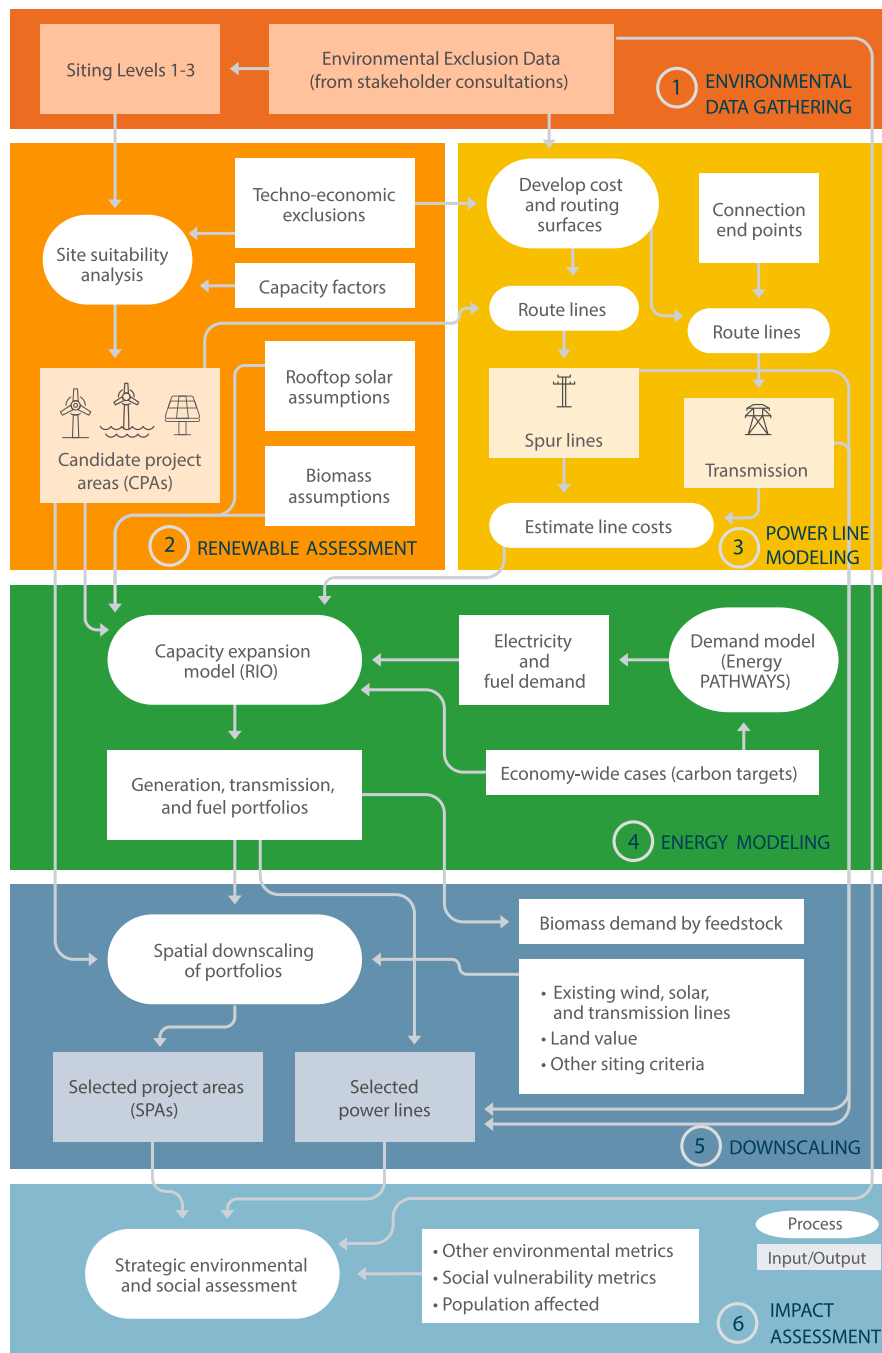 Siting Levels 1-3
Environmental Exclusion Data
(from stakeholder consultations)
1
ENVIRONMENTAL
DATA GATHERING
Techno-economic
exclusions
Site suitability
analysis
Capacity factors
Rooftop solar
assumptions
Candidate project
areas (CPAs)
Biomass
assumptions
2
RENEWABLE ASSESSMENT
Develop cost
and routing
surfaces
Connection
end points
Route lines
Route lines
Spur lines
Transmission
Estimate line costs
3
POWER LINE
MODELING
Capacity expansion
model (RIO)
Electricity
and
fuel demand
Demand model
(Energy
PATHWAYS)
Generation, transmission,
and fuel portfolios
Economy-wide cases (carbon targets)
4
ENERGY MODELING
Biomass demand by feedstock
Spatial downscaling
of portfolios
• Existing wind, solar,
and transmission lines
• Land value
• Other siting criteria
Selected project areas
(SPAs)
Selected
power lines
5
DOWNSCALING
Process
Input/Output
Strategic environmental
and social assessment
• Other environmental metrics
• Social vulnerability metrics
• Population affected
6
IMPACT
ASSESSMENT